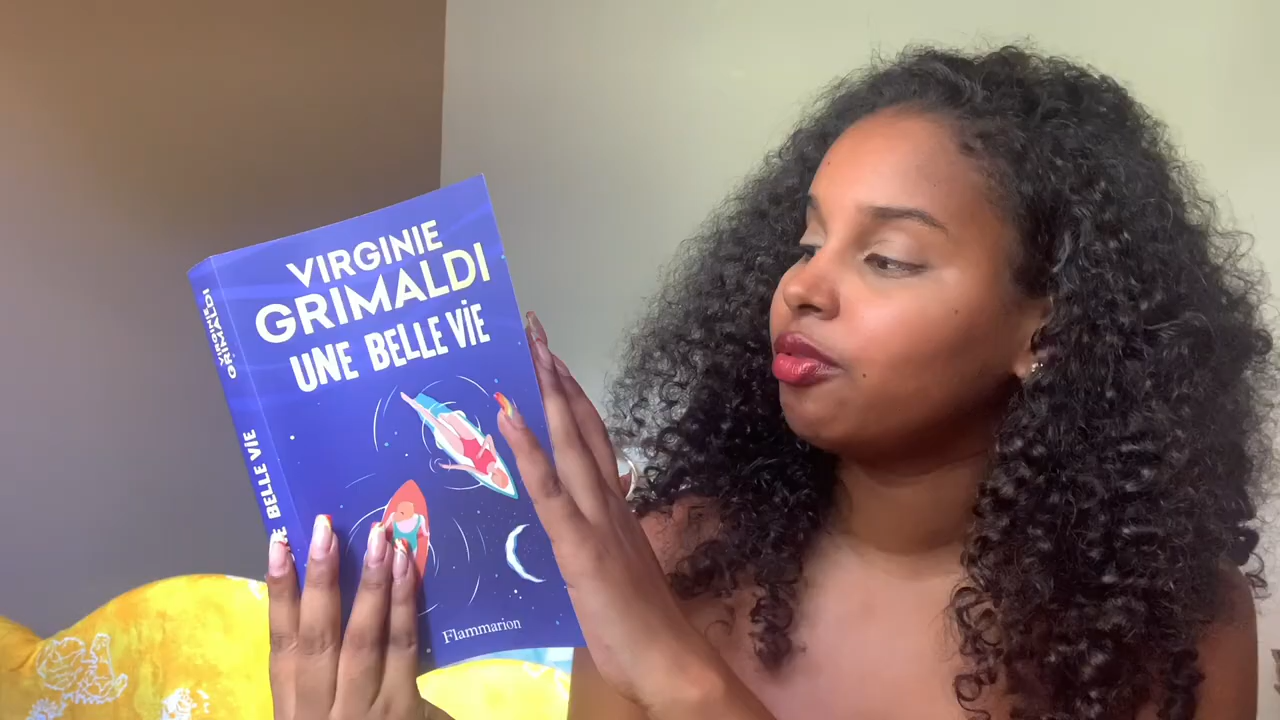 VIRGINIE
GRIMALDI
UNE BELLE VIE
Flammarion
VIRGINIE
GRIMALDI
BELLE VIE